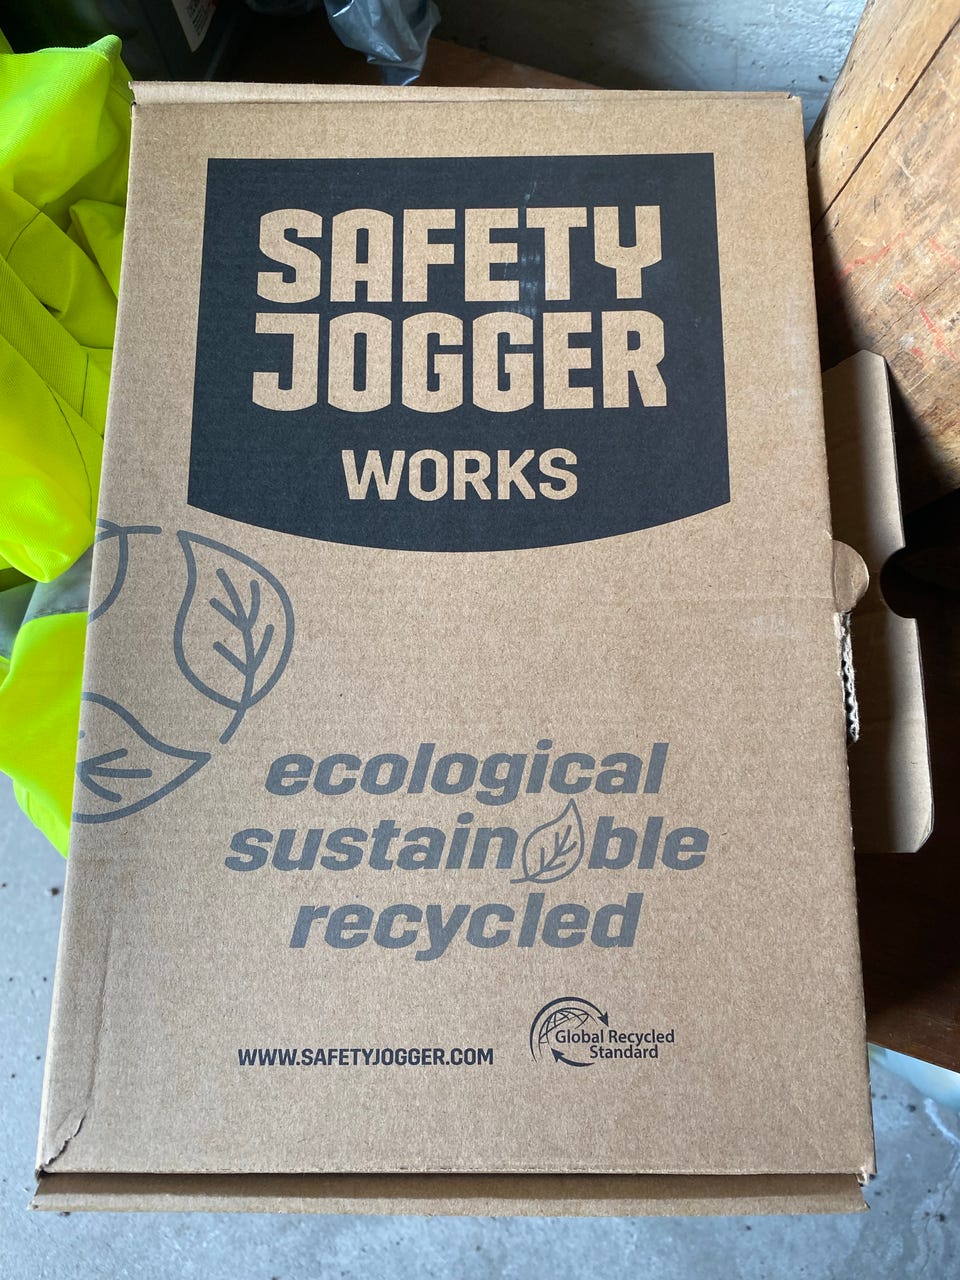 SAFETY
JOGGER
WORKS
ecological
sustainable
recycled
WWW.SAFETYJOGGER.COM
Global Recycled
Standard